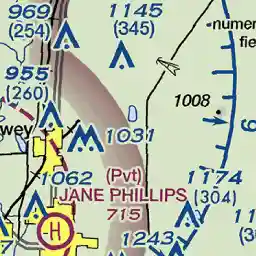 969
(254)
1145
(345)
numer
fie
955
(260)
1008
wey
1031
6
1062
(Pvt)
1174
(304)
JANE PHILLIPS
715
H
1243